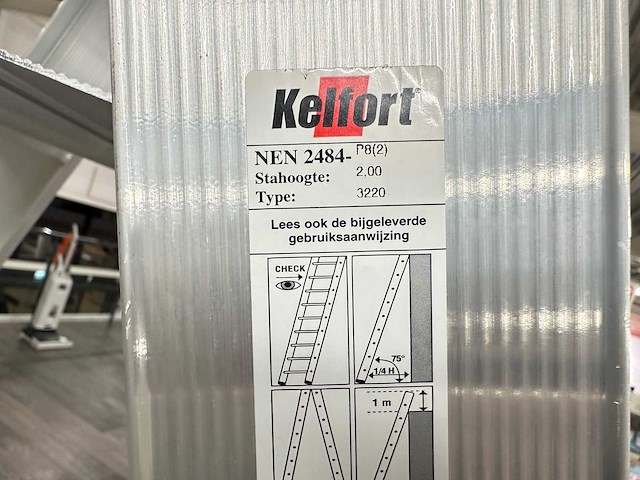 Kelfort
NEN 2484- P8(2)
Stahoogte: 2,00
Type: 3220
Lees ook de bijgeleverde
gebruiksaanwijzing
CHECK
75°
1/4 H
1 m